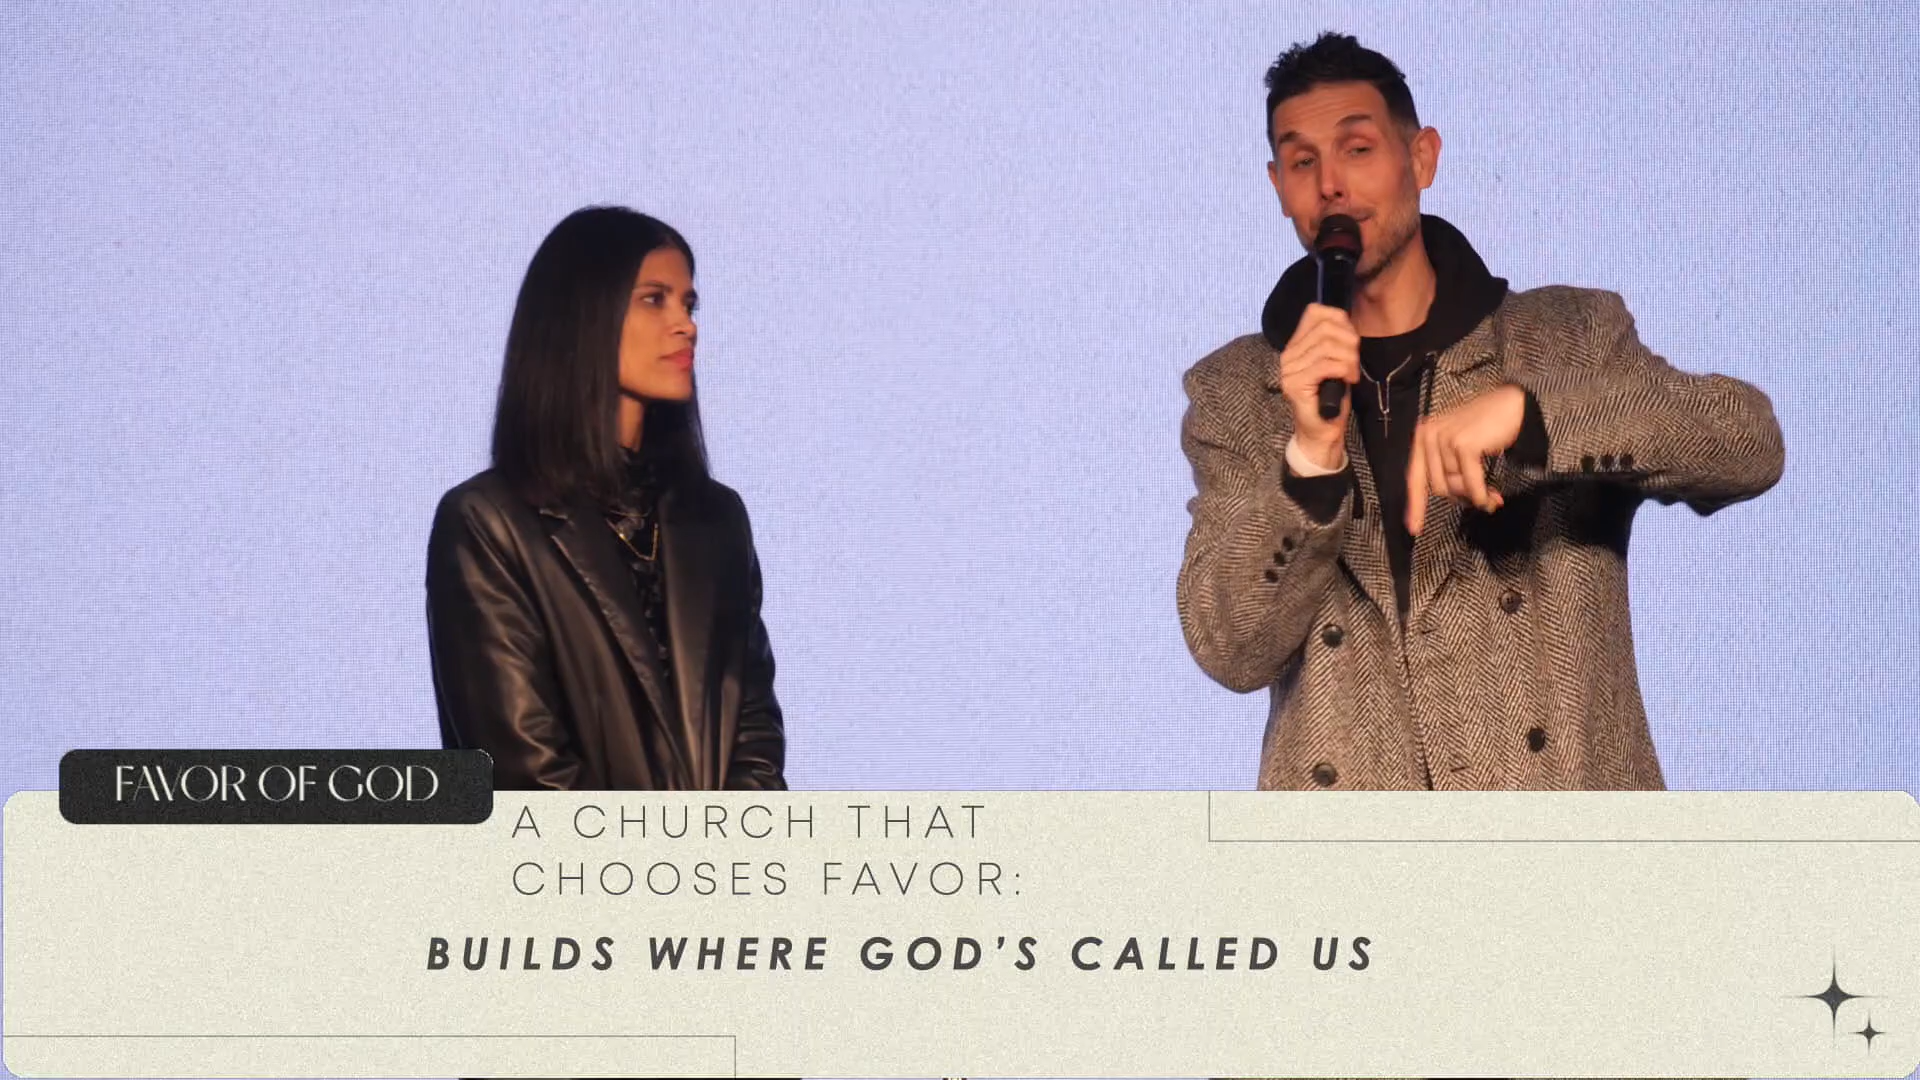 FAVOR OF GOD
A CHURCH THAT
CHOOSES FAVOR:
BUILDS WHERE GOD'S CALLED US